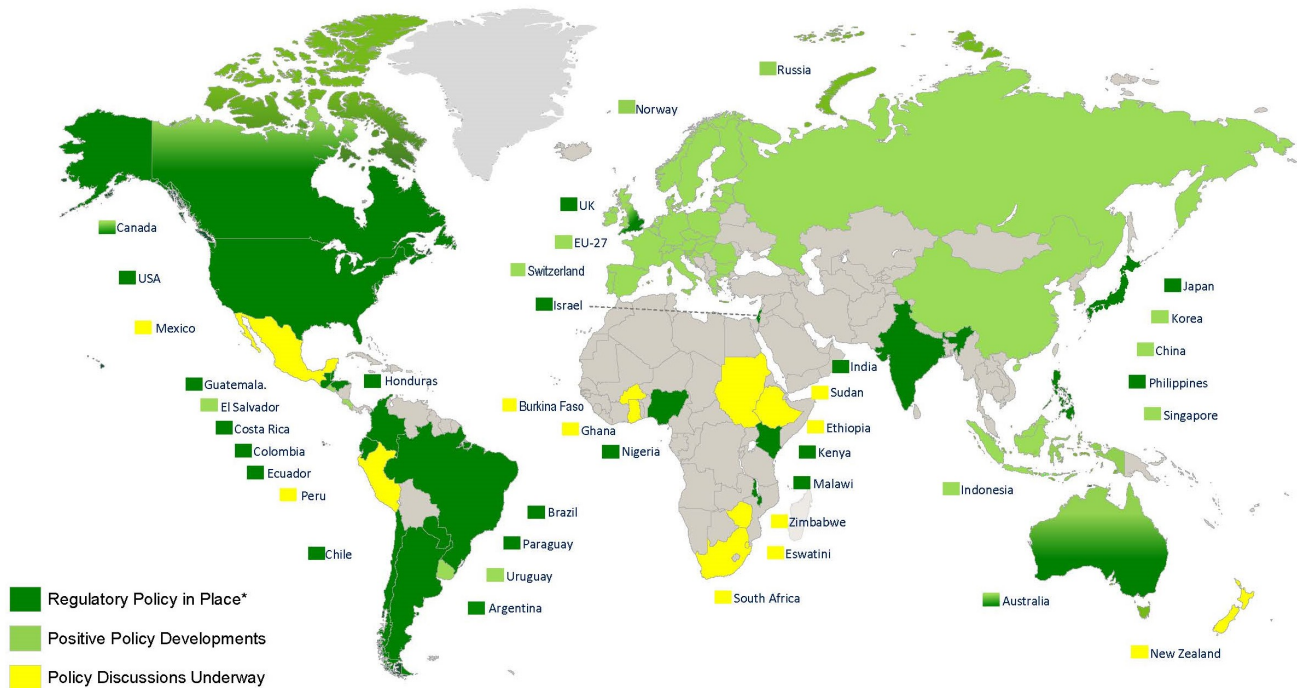 Russia
Norway
UK
Canada
EU-27
Switzerland
USA
Japan
Israel
Korea
Mexico
China
India
Guatemala.
Honduras
Philippines
Sudan
El Salvador
Burkina Faso
Singapore
Costa Rica
Ghana
Ethiopia
Colombia
Nigeria
Kenya
Ecuador
Malawi
Indonesia
Peru
Brazil
Zimbabwe
Paraguay
Chile
Eswatini
Uruguay
South Africa
Australia
Argentina
New Zealand
Regulatory Policy in Place*
Positive Policy Developments
Policy Discussions Underway